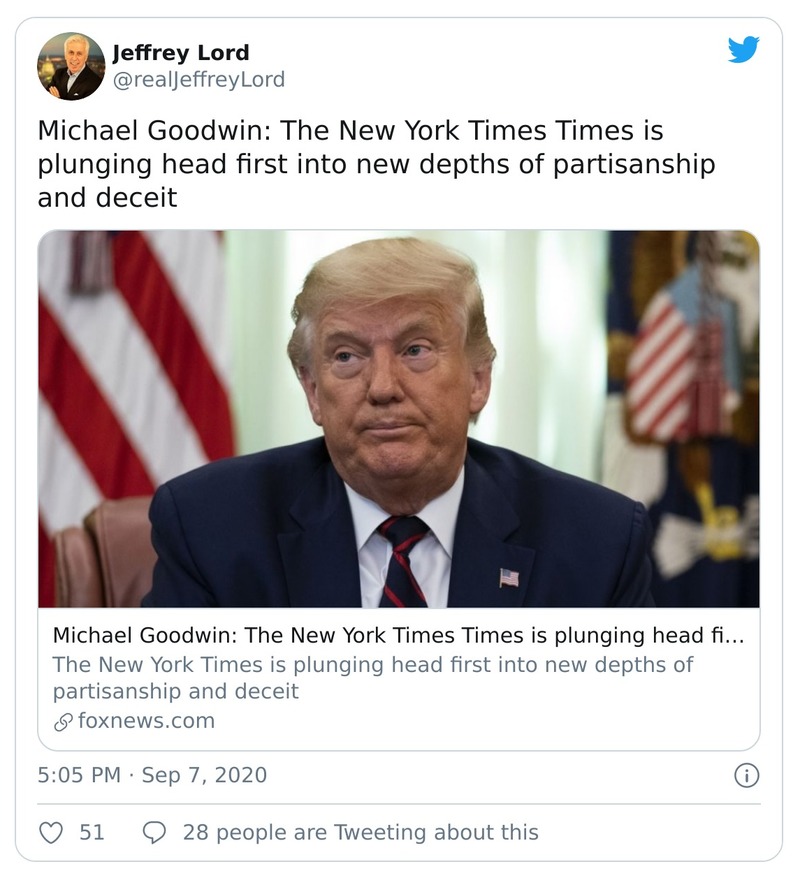 Jeffrey Lord
@realJeffreyLord
Michael Goodwin: The New York Times Times is
plunging head first into new depths of partisanship
and deceit
Michael Goodwin: The New York Times Times is plunging head fi…
The New York Times is plunging head first into new depths of
partisanship and deceit
foxnews.com
5:05 PM · Sep 7, 2020
51 28 people are Tweeting about this